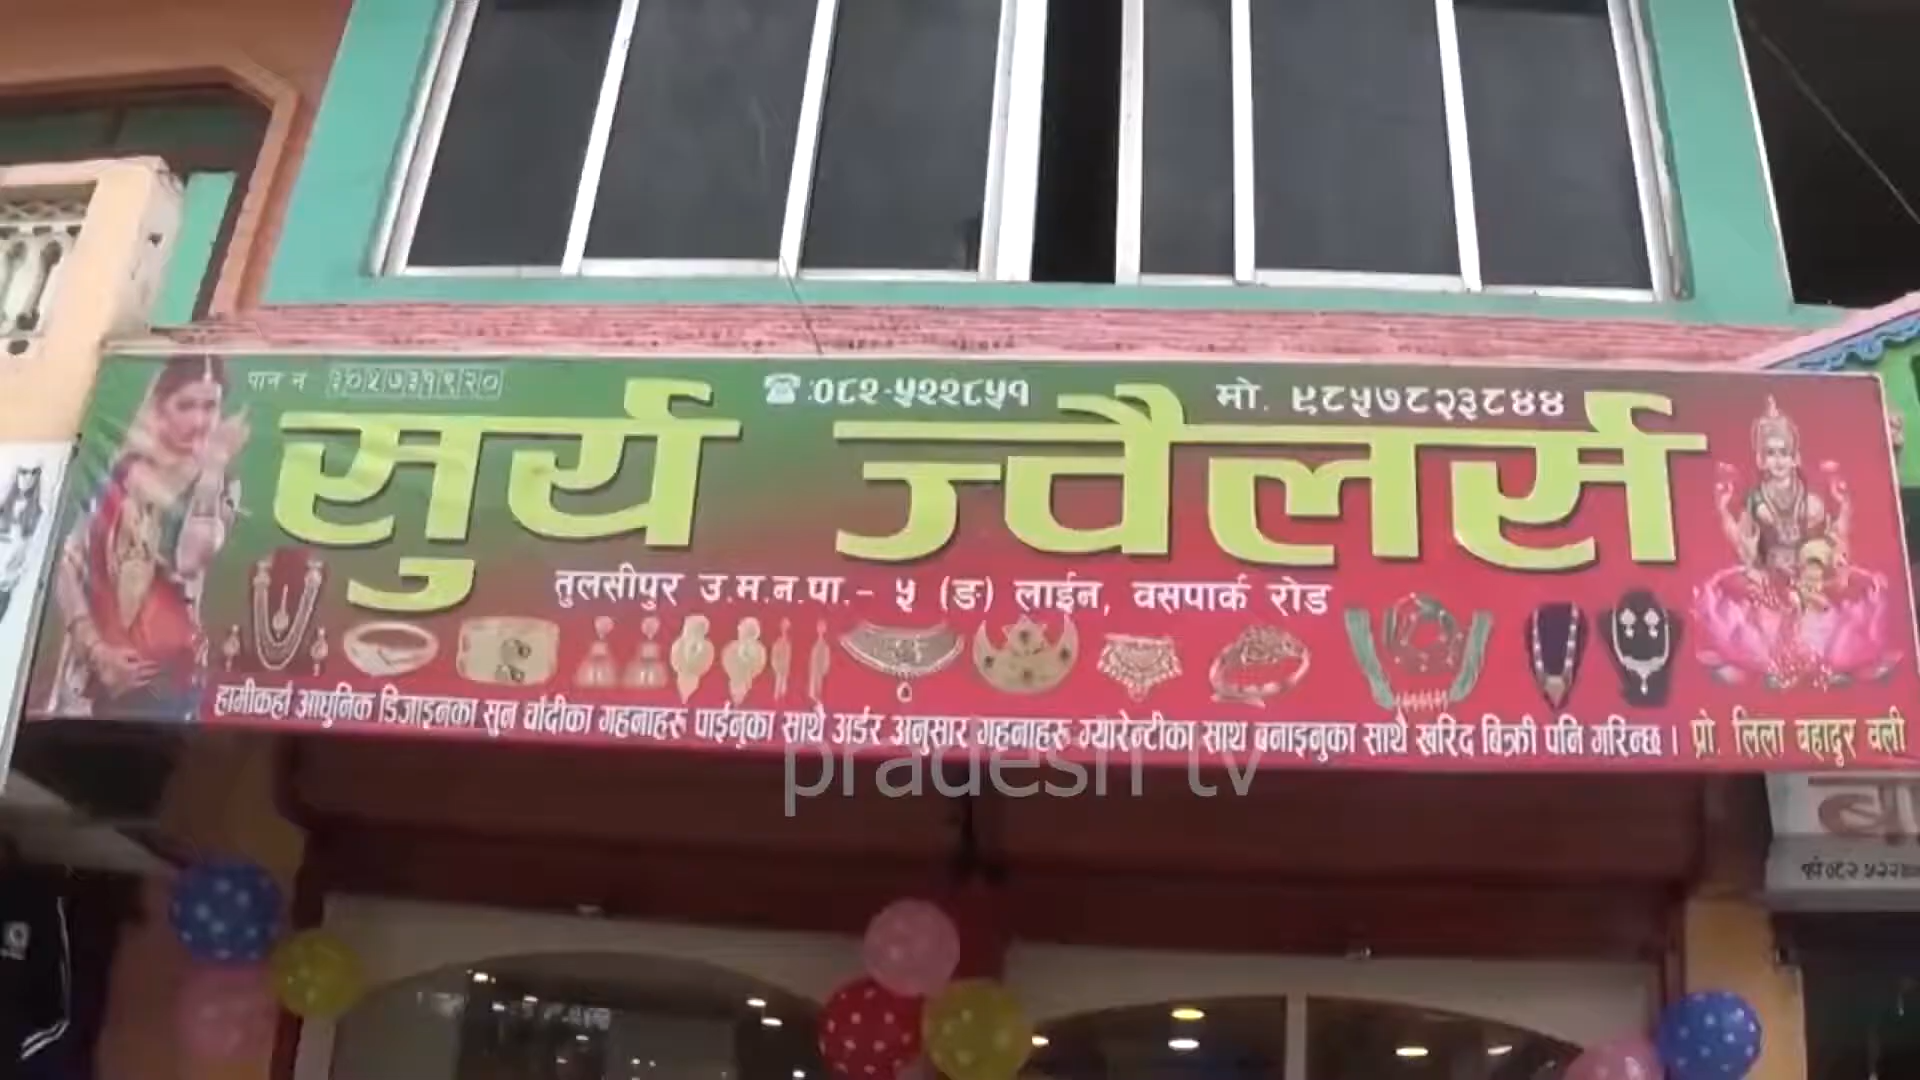 पान नं ३०५७३१९२०
☎:०८२-५२२८५१
मो. ९८५७८२३८४४
सुर्य ज्वैलर्स
तुलसीपुर उ.म.न.पा.- ५ (ङ) लाईन, वसपार्क रोड
हामीकहाँ आधुनिक डिजाइनका सुन चाँदीका गहनाहरु पाईनुका साथै अर्डर अनुसार गहनाहरु ग्यारेन्टीका साथ बनाइनुका साथै खरिद बिक्री पनि गरिन्छ । प्रो. लिला बहादुर वली
pradesh tv